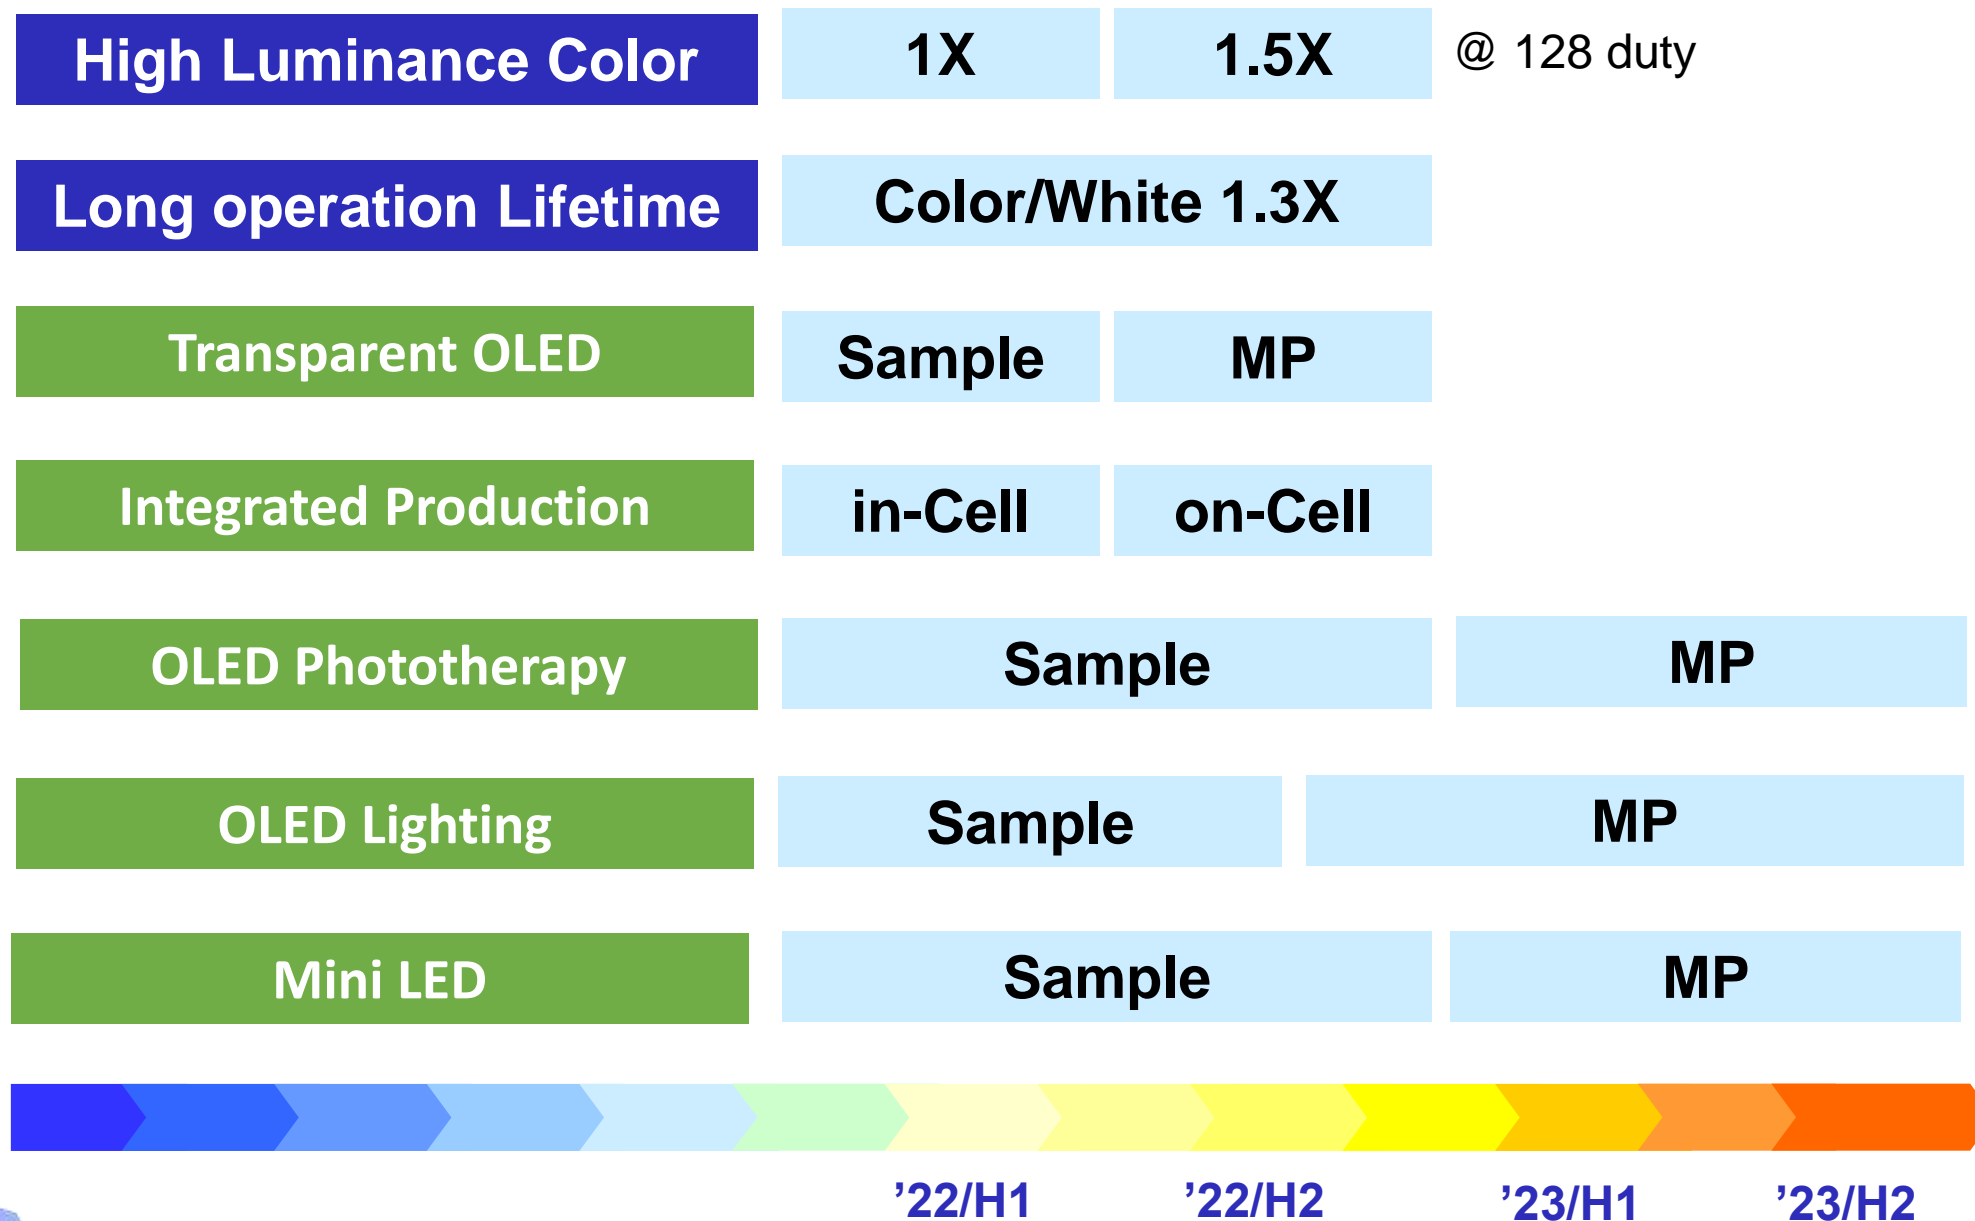 High Luminance Color 1X 1.5X @ 128 duty
Long operation Lifetime Color/White 1.3X
Transparent OLED Sample MP
Integrated Production in-Cell on-Cell
OLED Phototherapy Sample MP
OLED Lighting Sample MP
Mini LED Sample MP
’22/H1 ’22/H2 ’23/H1 ’23/H2